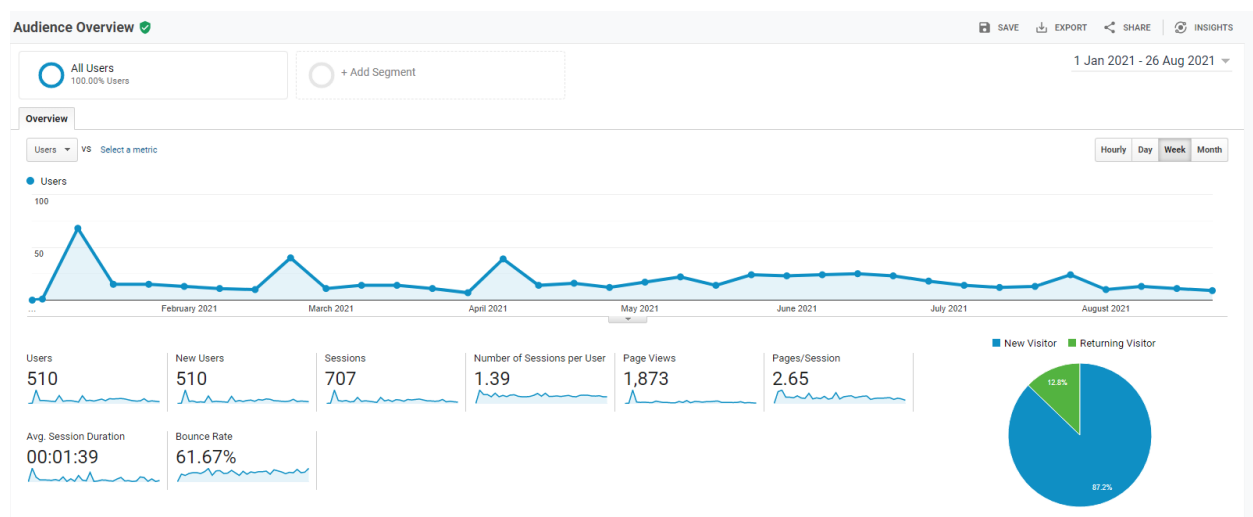 Audience Overview
SAVE EXPORT SHARE INSIGHTS
All Users
100.00% Users
+ Add Segment
1 Jan 2021 - 26 Aug 2021
Overview
Users VS Select a metric
Hourly Day Week Month
Users
100
50
... February 2021 March 2021 April 2021 May 2021 June 2021 July 2021 August 2021
New Visitor Returning Visitor
Users New Users Sessions Number of Sessions per User Page Views Pages/Session
510 510 707 1.39 1,873 2.65
12.8%
Avg. Session Duration Bounce Rate
00:01:39 61.67%
87.2%